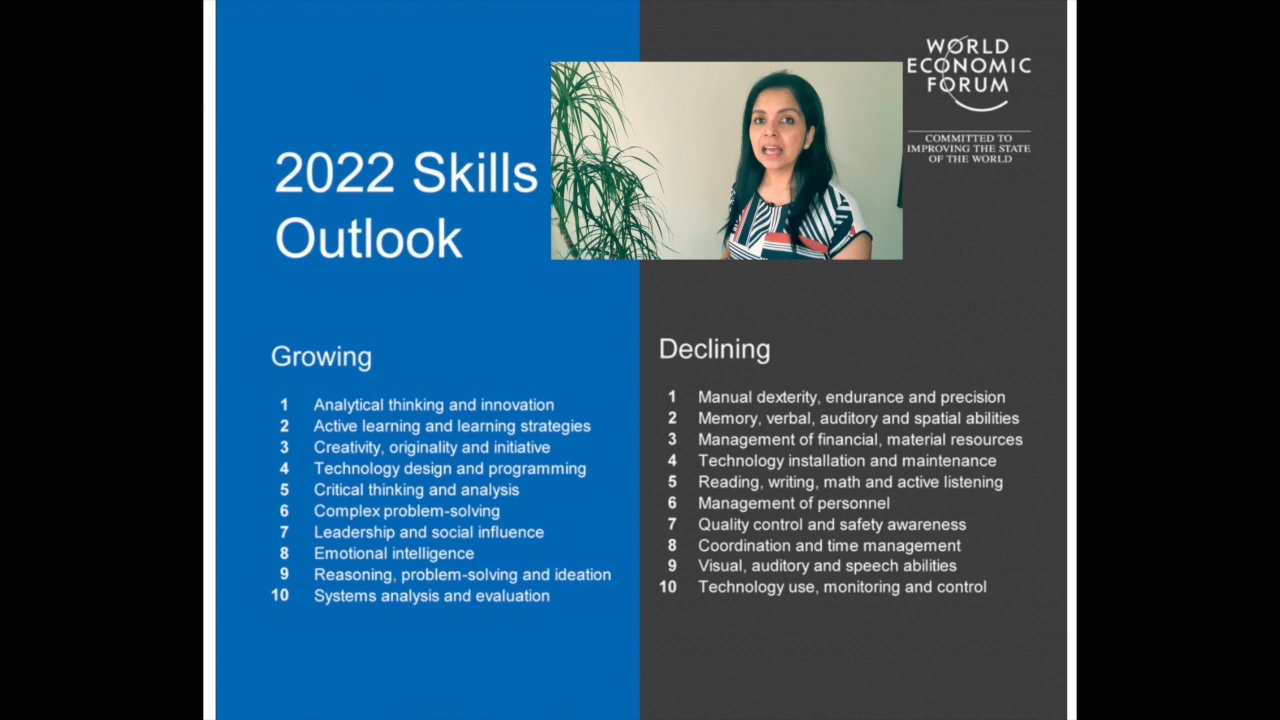 2022 Skills
Outlook
WORLD
ECONOMIC
FORUM
COMMITTED TO
IMPROVING THE STATE
OF THE WORLD
Growing
1 Analytical thinking and innovation
2 Active learning and learning strategies
3 Creativity, originality and initiative
4 Technology design and programming
5 Critical thinking and analysis
6 Complex problem-solving
7 Leadership and social influence
8 Emotional intelligence
9 Reasoning, problem-solving and ideation
10 Systems analysis and evaluation
Declining
1 Manual dexterity, endurance and precision
2 Memory, verbal, auditory and spatial abilities
3 Management of financial, material resources
4 Technology installation and maintenance
5 Reading, writing, math and active listening
6 Management of personnel
7 Quality control and safety awareness
8 Coordination and time management
9 Visual, auditory and speech abilities
10 Technology use, monitoring and control